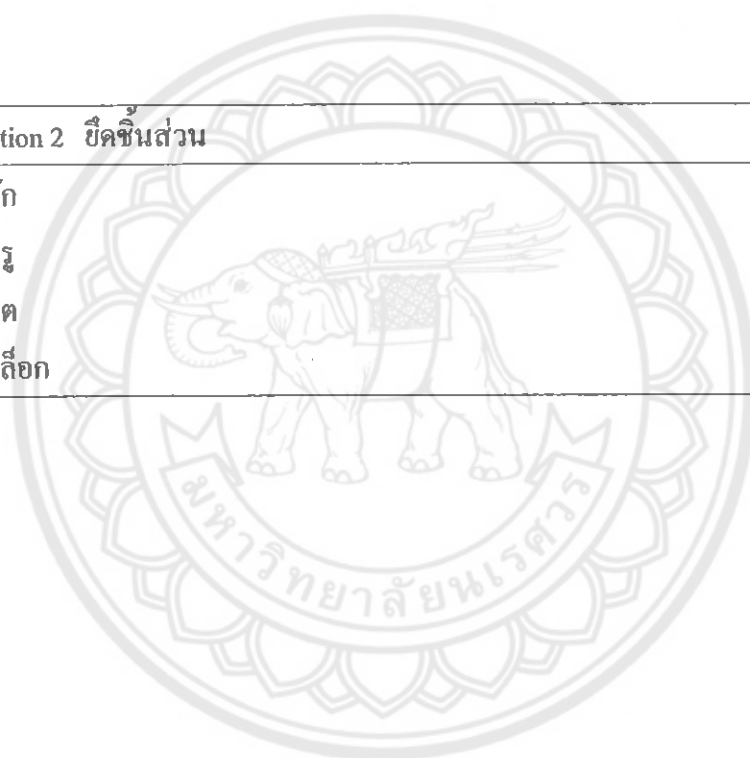 tion 2 ยึดชิ้นส่วน
ัก
รู
ต
ล็อก
มหาวิทยาลัยนเรศวร